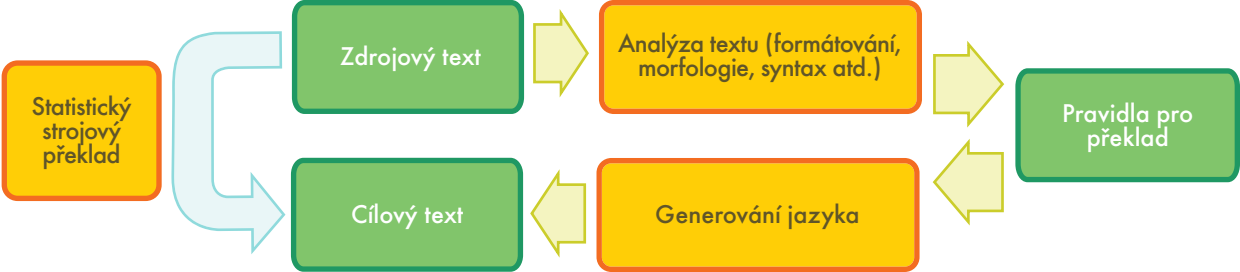 Statistický
strojový
překlad
Zdrojový text
Analýza textu (formátování,
morfologie, syntax atd.)
Pravidla pro
překlad
Generování jazyka
Cílový text